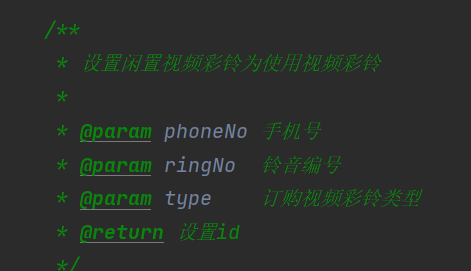 /**
* 设置闲置视频彩铃为使用视频彩铃
*
* @param phoneNo 手机号
* @param ringNo 铃音编号
* @param type 订购视频彩铃类型
* @return 设置id
*/